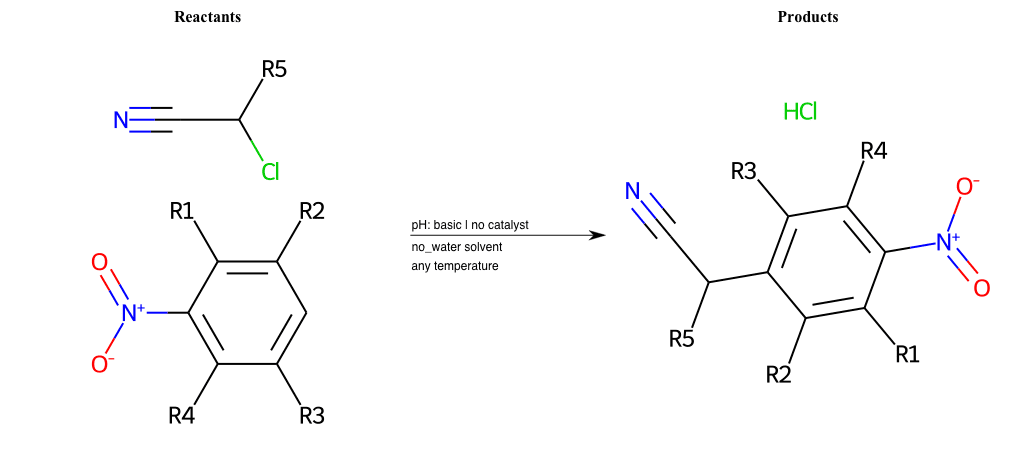 Reactants
Products
R5
N
Cl
R1
R2
O
N+
O-
R4
R3
pH: basic | no catalyst
no_water solvent
any temperature
HCl
R4
R3
N
O-
N+
O
R5
R1
R2